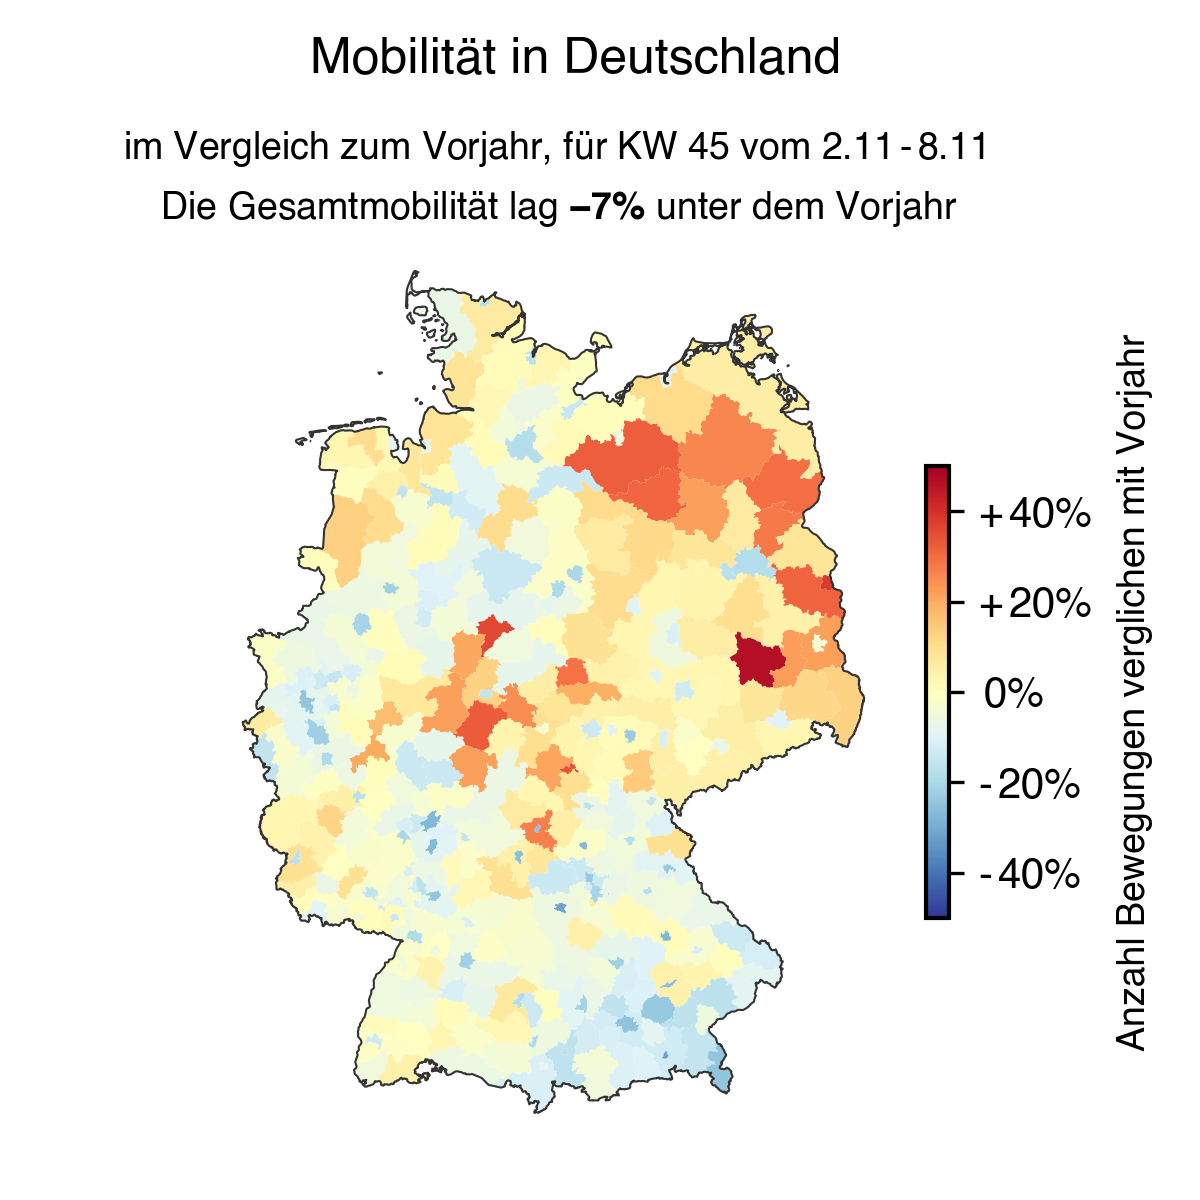 Mobilität in Deutschland
im Vergleich zum Vorjahr, für KW 45 vom 2.11-8.11
Die Gesamtmobilität lag –7% unter dem Vorjahr
+40%
+20%
0%
-20%
-40%
Anzahl Bewegungen verglichen mit Vorjahr